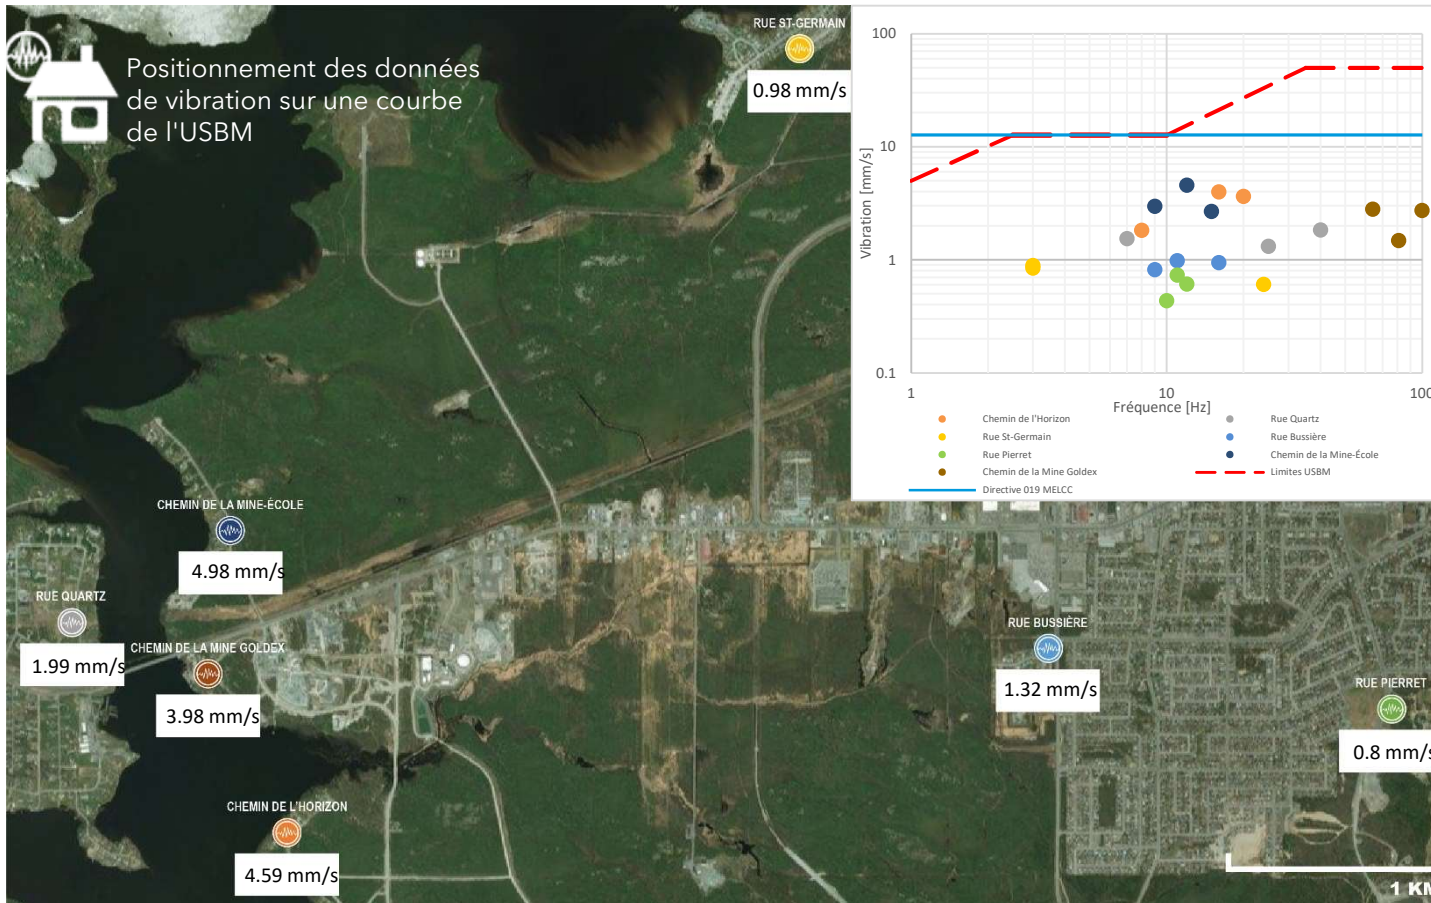 Positionnement des données
de vibration sur une courbe
de l'USBM
RUE ST-GERMAIN
0.98 mm/s
CHEMIN DE LA MINE-ÉCOLE
4.98 mm/s
RUE QUARTZ
1.99 mm/s
CHEMIN DE LA MINE GOLDEX
3.98 mm/s
CHEMIN DE L'HORIZON
4.59 mm/s
RUE BUSSIÈRE
1.32 mm/s
RUE PIERRET
0.8 mm/s
1 KM
Vibration [mm/s]
100
10
1
0.1
1
10
100
Fréquence [Hz]
Chemin de l'Horizon
Rue Quartz
Rue St-Germain
Rue Bussière
Rue Pierret
Chemin de la Mine-École
Chemin de la Mine Goldex
Limites USBM
Directive 019 MELCC